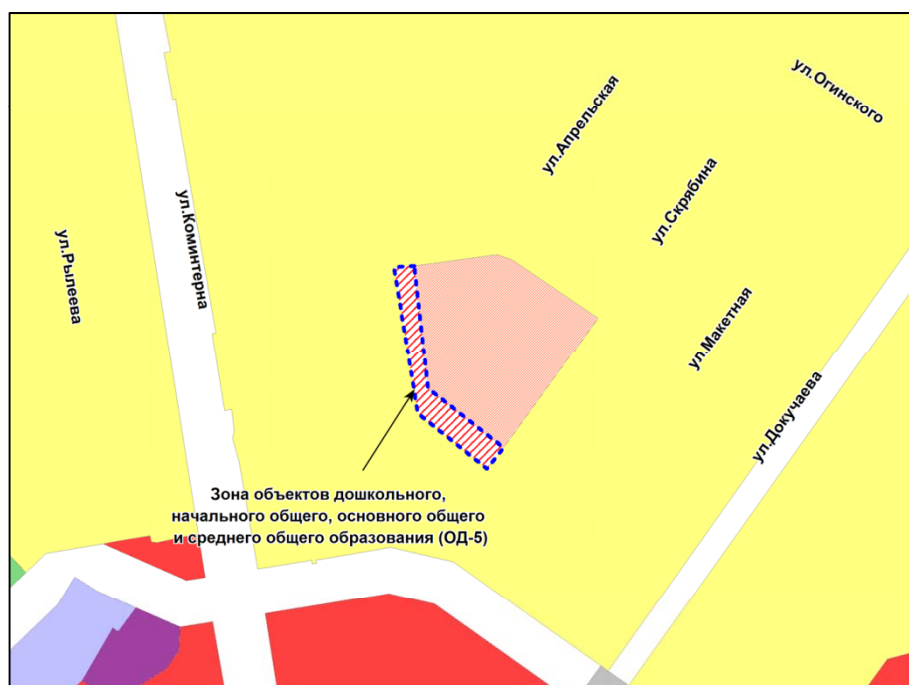 ул.Огинского
ул.Апрельская
ул.Скрябина
ул.Коминтерна
ул.Рылеева
ул.Макетная
ул.Докучаева
Зона объектов дошкольного,
начального общего, основного общего
и среднего общего образования (ОД-5)